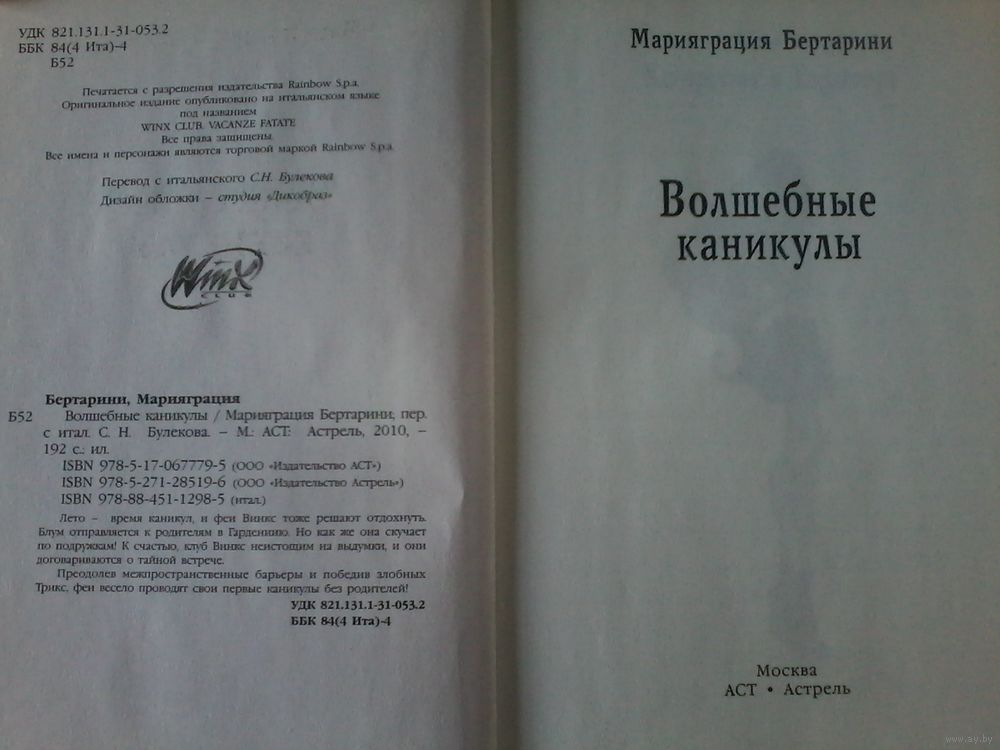 УДК 821.131.1-31-053.2
ББК 84(4 Ита)-4
Б52
Печатается с разрешения издательства Rainbow S.p.a.
Оригинальное издание опубликовано на итальянском языке
под названием
WINX CLUB. VACANZE FATATE
Все права защищены.
Все имена и персонажи являются торговой маркой Rainbow S.p.a.
Перевод с итальянского С.Н. Булекова
Дизайн обложки – студия «Дикобраз»
WinX
CLUB
Бертарини, Марияграция
Б52 Волшебные каникулы / Марияграция Бертарини, пер.
с итал. С. Н. Булекова. – М.: АСТ: Астрель, 2010, –
192 с.: ил.
ISBN 978-5-17-067779-5 (ООО «Издательство АСТ»)
ISBN 978-5-271-28519-6 (ООО «Издательство Астрель»)
ISBN 978-88-451-1298-5 (итал.)
Лето – время каникул, и феи Винкс тоже решают отдохнуть.
Блум отправляется к родителям в Гардению. Но как же она скучает
по подружкам! К счастью, клуб Винкс неистощим на выдумки, и они
договариваются о тайной встрече.
Преодолев межпространственные барьеры и победив злобных
Трикс, феи весело проводят свои первые каникулы без родителей!
УДК 821.131.1-31-053.2
ББК 84(4 Ита)-4
Марияграция Бертарини
Волшебные
каникулы
Москва
АСТ • Астрель
www.ay.by